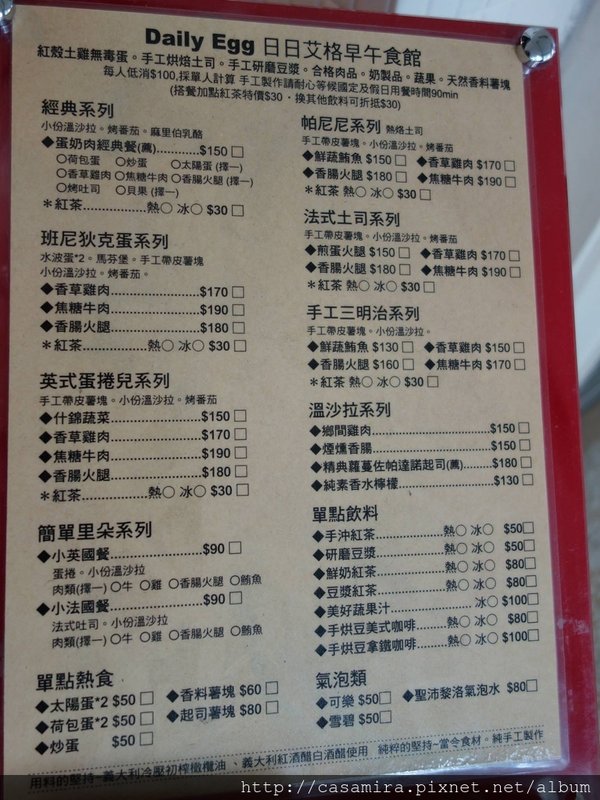 Daily Egg 日日艾格早午食館
紅殼土雞無毒蛋。手工烘焙土司。手工研磨豆漿。合格肉品。奶製品。蔬果。天然香料薯塊
每人低消$100,採單人計算 手工製作請耐心等候國定及假日用餐時間90min
(搭餐加點紅茶特價$30．換其他飲料可折抵$30)
經典系列
小份溫沙拉。烤番茄。麻里伯乳酪
◆蛋奶肉經典餐(薦)............$150 □
○荷包蛋 ○炒蛋 ○太陽蛋 (擇一)
○香草雞肉 ○焦糖牛肉 ○香腸火腿 (擇一)
○烤吐司 ○貝果 (擇一)
＊紅茶................熱○ 冰○ $30 □
班尼狄克蛋系列
水波蛋*2。馬芬堡。手工帶皮薯塊
小份溫沙拉。烤番茄。
◆香草雞肉......................$170 □
◆焦糖牛肉......................$190 □
◆香腸火腿......................$180 □
＊紅茶................熱○ 冰○ $30 □
英式蛋捲兒系列
手工帶皮薯塊。小份溫沙拉。烤番茄
◆什錦蔬菜......................$150 □
◆香草雞肉......................$170 □
◆焦糖牛肉......................$190 □
◆香腸火腿......................$180 □
＊紅茶................熱○ 冰○ $30 □
簡單里朵系列
◆小英國餐......................$90 □
蛋捲。小份溫沙拉
肉類(擇一) ○牛 ○雞 ○香腸火腿 ○鮪魚
◆小法國餐......................$90 □
法式吐司。小份溫沙拉
肉類(擇一) ○牛 ○雞 ○香腸火腿 ○鮪魚
單點熱食
◆太陽蛋*2 $50 □ ◆香料薯塊 $60 □
◆荷包蛋*2 $50 □ ◆起司薯塊 $80 □
◆炒蛋 $50 □
帕尼尼系列 熱烙土司
手工帶皮薯塊。小份溫沙拉。烤番茄
◆鮮蔬鮪魚 $150 □ ◆香草雞肉 $170 □
◆香腸火腿 $180 □ ◆焦糖牛肉 $190 □
＊紅茶 熱○ 冰○ $30 □
法式土司系列
手工帶皮薯塊。小份溫沙拉。烤番茄
◆煎蛋火腿 $150 □ ◆香草雞肉 $170 □
◆香腸火腿 $180 □ ◆焦糖牛肉 $190 □
＊紅茶 熱○ 冰○ $30 □
手工三明治系列
手工帶皮薯塊。小份溫沙拉。
◆鮮蔬鮪魚 $130 □ ◆香草雞肉 $150 □
◆香腸火腿 $160 □ ◆焦糖牛肉 $170 □
＊紅茶 熱○ 冰○ $30 □
溫沙拉系列
◆鄉間雞肉......................$150 □
◆煙燻香腸......................$150 □
◆精典蘿蔓佐帕達諾起司(薦).........$180 □
◆純素香水檸檬................$130 □
單點飲料
◆手沖紅茶................熱○ 冰○ $50□
◆研磨豆漿................熱○ 冰○ $50□
◆鮮奶紅茶................熱○ 冰○ $80□
◆豆漿紅茶................熱○ 冰○ $80□
◆美好蔬果汁................冰○ $100□
◆手烘豆美式咖啡........熱○ 冰○ $80□
◆手烘豆拿鐵咖啡........熱○ 冰○ $100□
氣泡類
◆可樂 $50□ ◆聖沛黎洛氣泡水 $80□
◆雪碧 $50□
用料的堅持~義大利冷壓初榨橄欖油 、義大利紅酒醋白酒醋使用 純粹的堅持~當令食材。純手工製作
http://casamira.pixnet.net/album